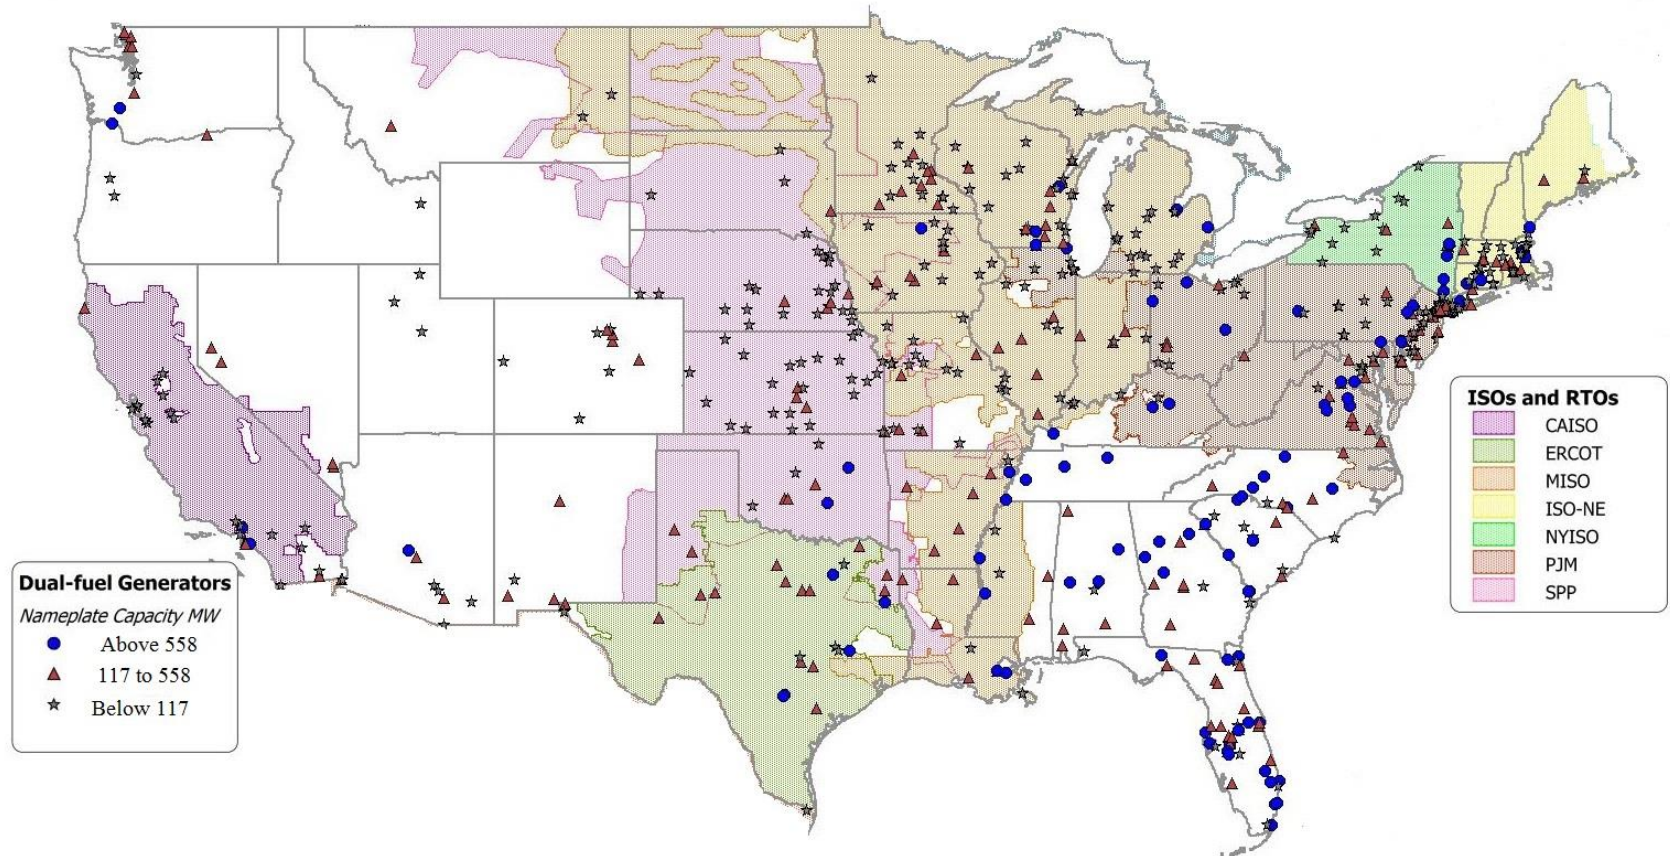 ISOs and RTOs
CAISO
ERCOT
MISO
ISO-NE
NYISO
PJM
SPP
Dual-fuel Generators
Nameplate Capacity MW
Above 558
117 to 558
Below 117